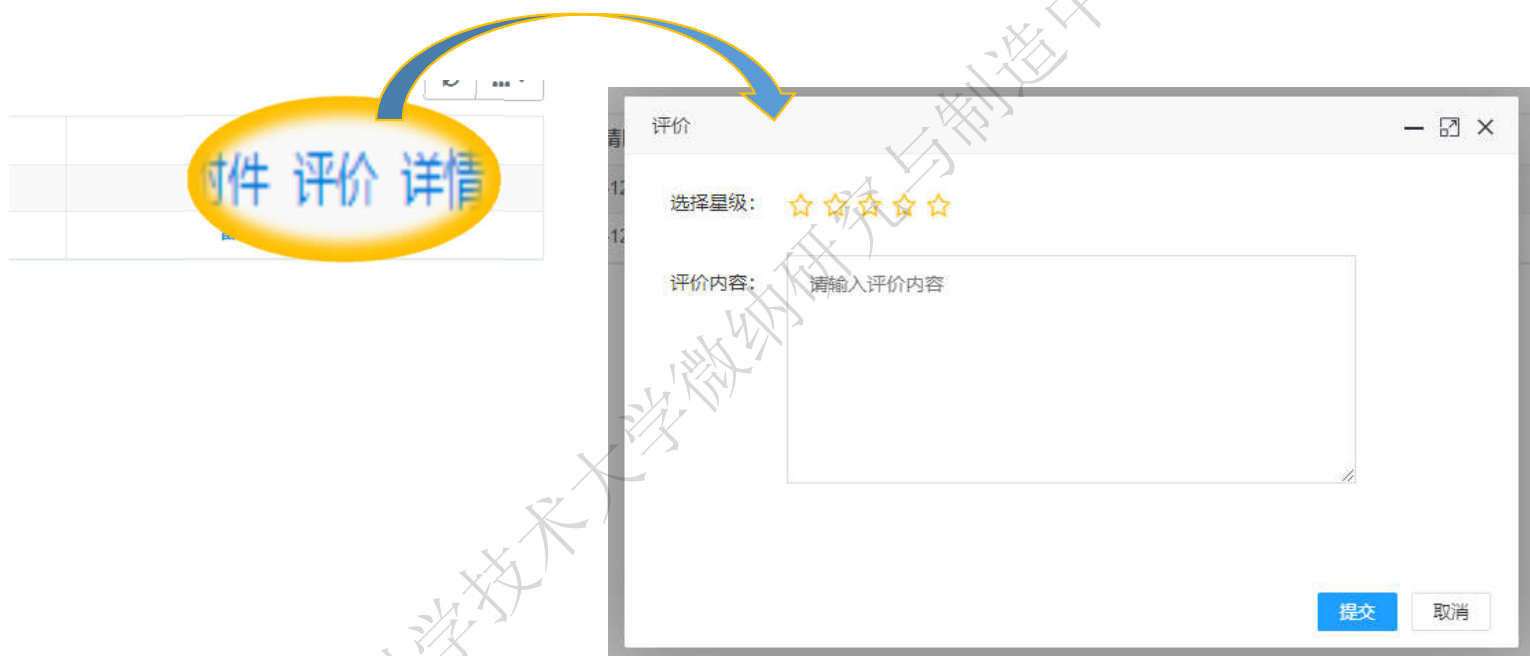 附件 评价 详情
评价
选择星级：
评价内容：
请输入评价内容
提交 取消
学技术大学微纳研究与制造中